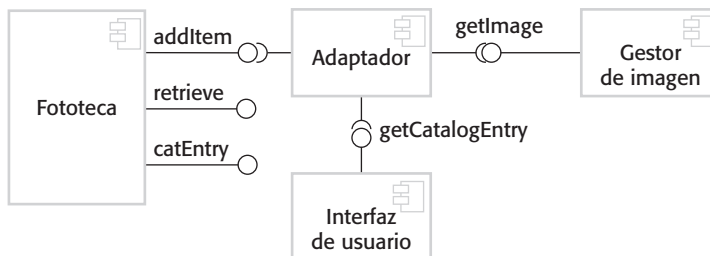 addItem
retrieve
catEntry
Fototeca
Adaptador
getImage
Gestor
de imagen
getCatalogEntry
Interfaz
de usuario